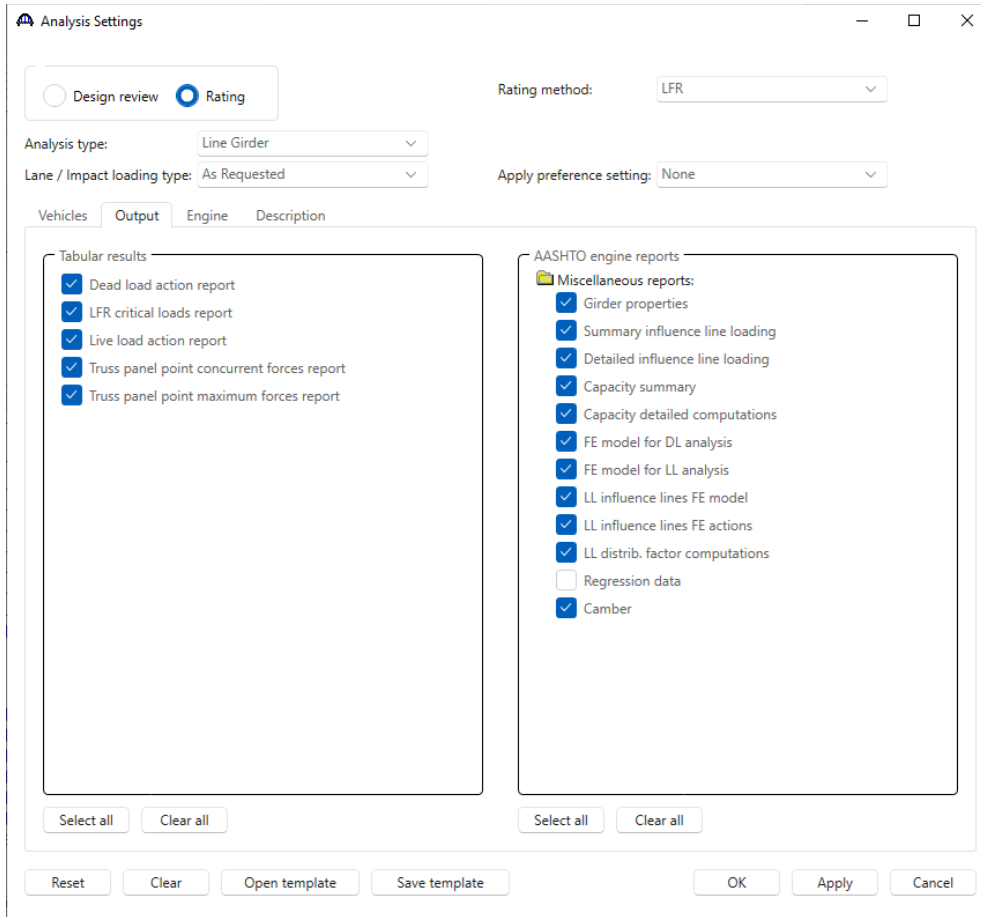 Analysis Settings
Design review Rating
Rating method: LFR
Analysis type: Line Girder
Lane / Impact loading type: As Requested
Apply preference setting: None
Vehicles Output Engine Description
Tabular results
Dead load action report
LFR critical loads report
Live load action report
Truss panel point concurrent forces report
Truss panel point maximum forces report
Select all Clear all
AASHTO engine reports
Miscellaneous reports:
Girder properties
Summary influence line loading
Detailed influence line loading
Capacity summary
Capacity detailed computations
FE model for DL analysis
FE model for LL analysis
LL influence lines FE model
LL influence lines FE actions
LL distrib. factor computations
Regression data
Camber
Select all Clear all
Reset Clear Open template Save template OK Apply Cancel